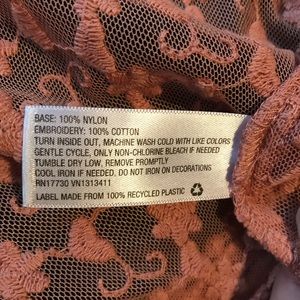 BASE: 100% NYLON
EMBROIDERY: 100% COTTON
TURN INSIDE OUT, MACHINE WASH COLD WITH LIKE COLORS
GENTLE CYCLE, ONLY NON-CHLORINE BLEACH IF NEEDED
TUMBLE DRY LOW, REMOVE PROMPTLY
COOL IRON IF NEEDED, DO NOT IRON ON DECORATIONS
RN17730 VN1313411
LABEL MADE FROM 100% RECYCLED PLASTIC